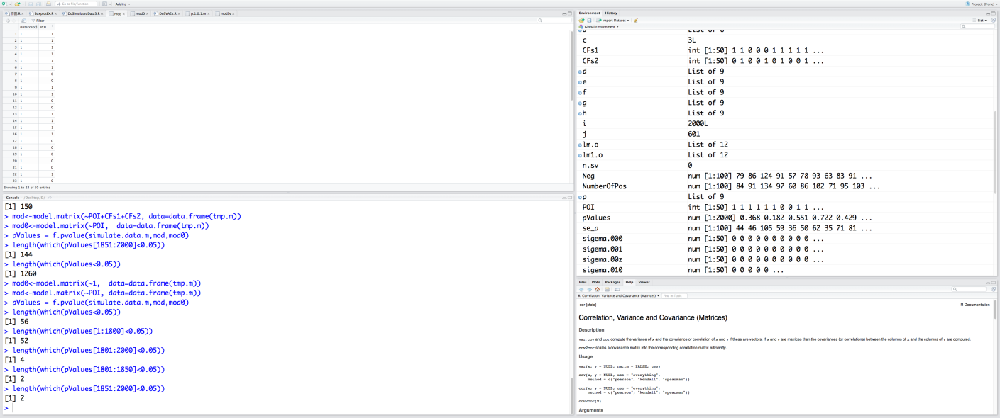 Go to file/function
Addins
Project: (None)
作图.R × BoxplotEX.R × DoSimulatedData3.R × mod × mod0 × DoSVAEx.R × p.1.0.1.m × modSv ×
Filter
(Intercept) POI
1 1 1
2 1 1
3 1 1
4 1 1
5 1 1
6 1 1
7 1 0
8 1 0
9 1 1
10 1 1
11 1 0
12 1 0
13 1 1
14 1 1
15 1 1
16 1 1
17 1 0
18 1 0
19 1 0
20 1 0
21 1 0
22 1 1
23 1 0
Showing 1 to 23 of 50 entries
Console ~/Desktop/DJ/
[1] 150
> mod<-model.matrix(~POI+CFs1+CFs2, data=data.frame(tmp.m))
> mod0<-model.matrix(~POI,  data=data.frame(tmp.m))
> pValues = f.pvalue(simulate.data.m,mod,mod0)
> length(which(pValues[1851:2000]<0.05))
[1] 144
> length(which(pValues<0.05))
[1] 1260
> mod0<-model.matrix(~1,  data=data.frame(tmp.m))
> mod<-model.matrix(~POI, data=data.frame(tmp.m))
> pValues = f.pvalue(simulate.data.m,mod,mod0)
> length(which(pValues<0.05))
[1] 56
> length(which(pValues[1:1800]<0.05))
[1] 52
> length(which(pValues[1801:2000]<0.05))
[1] 4
> length(which(pValues[1801:1850]<0.05))
[1] 2
> length(which(pValues[1851:2000]<0.05))
[1] 2
>
Environment History
Import Dataset
List
Global Environment
c 3L
CFs1 int [1:50] 1 1 0 0 0 1 1 1 1 1 ...
CFs2 int [1:50] 0 1 0 0 1 0 1 0 0 1 ...
d List of 9
e List of 9
f List of 9
g List of 9
h List of 9
i 2000L
j 601
lm.o List of 12
lm1.o List of 12
n.sv 0
Neg num [1:100] 79 86 124 91 57 78 93 63 83 91 ...
NumberOfPos num [1:100] 84 91 134 97 60 86 102 71 95 103 ...
p List of 9
POI int [1:50] 1 1 1 1 1 1 0 0 1 1 ...
pValues num [1:2000] 0.368 0.182 0.551 0.722 0.429 ...
se_a num [1:100] 44 46 105 59 36 50 62 35 71 81 ...
sigema.000 num [1:50] 0 0 0 0 0 0 0 0 0 0 ...
sigema.001 num [1:50] 0 0 0 0 0 0 0 0 0 0 ...
sigema.00z num [1:50] 0 0 0 0 0 0 0 0 0 0 ...
sigema.010 num [1:50] 0 0 0 0 0 ...
Files Plots Packages Help Viewer
R: Correlation, Variance and Covariance (Matrices) Find in Topic
cor {stats} R Documentation
Correlation, Variance and Covariance (Matrices)
Description
var, cov and cor compute the variance of x and the covariance or correlation of x and y if these are vectors. If x and y are matrices then the covariances (or correlations) between the columns of x and the columns of y are computed.
cov2cor scales a covariance matrix into the corresponding correlation matrix efficiently.
Usage
var(x, y = NULL, na.rm = FALSE, use)
cov(x, y = NULL, use = "everything",
method = c("pearson", "kendall", "spearman"))
cor(x, y = NULL, use = "everything",
method = c("pearson", "kendall", "spearman"))
cov2cor(V)
Arguments